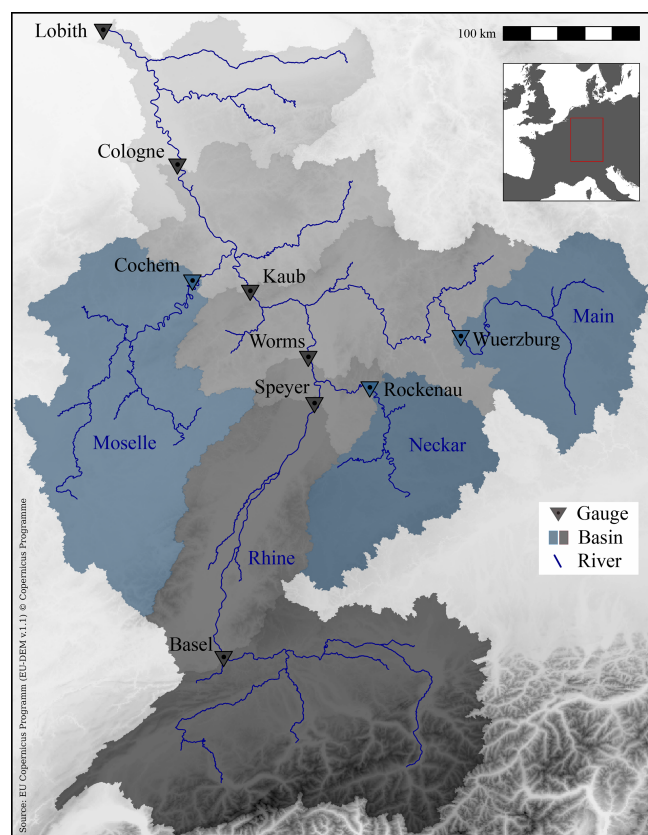 Lobith
100 km
Cologne
Cochem
Kaub
Main
Worms
Wuerzburg
Speyer
Rockenau
Moselle
Neckar
Gauge
Basin
Rhine
River
Basel
Source: EU Copernicus Programm (EU-DEM v.1.1) © Copernicus Programme